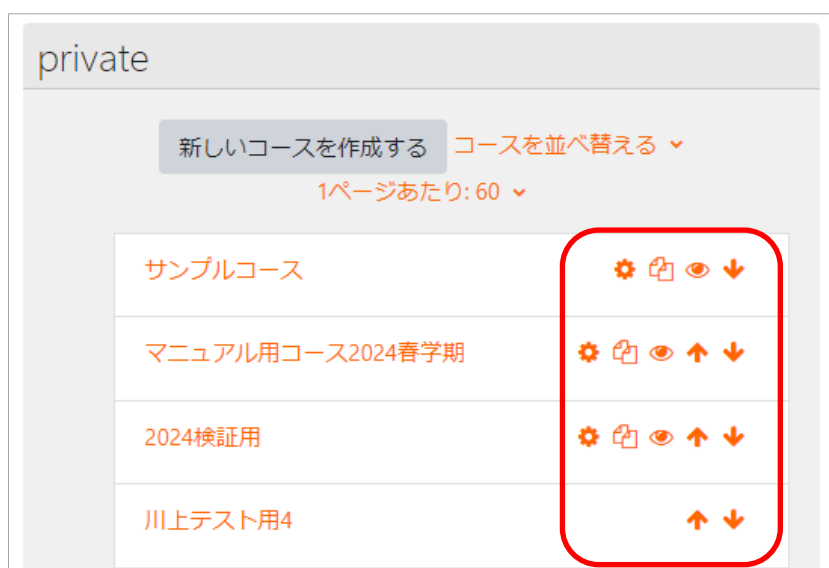 private
新しいコースを作成する コースを並べ替える
1ページあたり: 60
サンプルコース
マニュアル用コース2024春学期
2024検証用
川上テスト用4